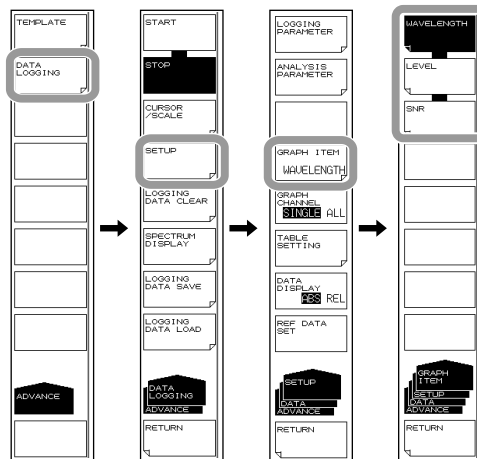 TEMPLATE
DATA
LOGGING
ADVANCE
RETURN
START
STOP
CURSOR
/SCALE
SETUP
LOGGING
DATA CLEAR
SPECTRUM
DISPLAY
LOGGING
DATA SAVE
LOGGING
DATA LOAD
DATA
LOGGING
ADVANCE
RETURN
LOGGING
PARAMETER
ANALYSIS
PARAMETER
GRAPH ITEM
WAVELENGTH
GRAPH
CHANNEL
SINGLE ALL
TABLE
SETTING
DATA
DISPLAY
ABS REL
REF DATA
SET
SETUP
DATA
ADVANCE
RETURN
WAVELENGTH
LEVEL
SNR
GRAPH
ITEM
SETUP
DATA
ADVANCE
RETURN